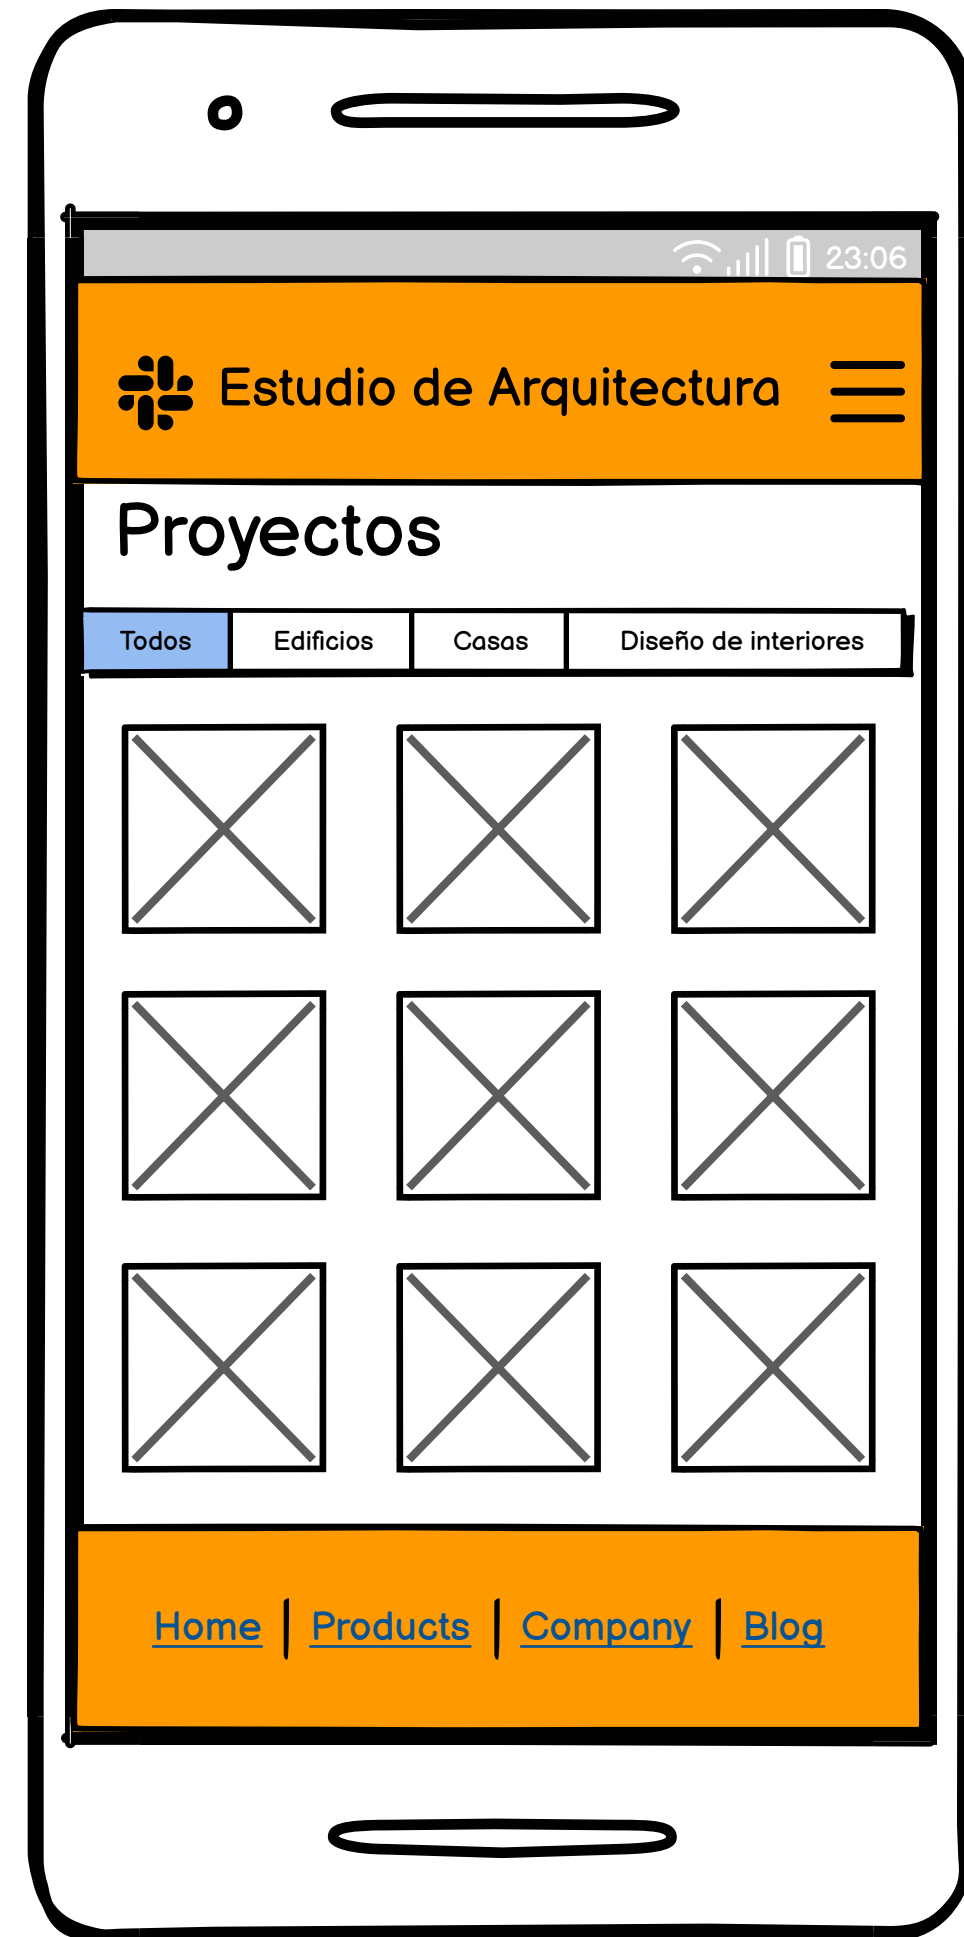 23:06
Estudio de Arquitectura
Proyectos
Todos Edificios Casas Diseño de interiores
Home Products Company Blog